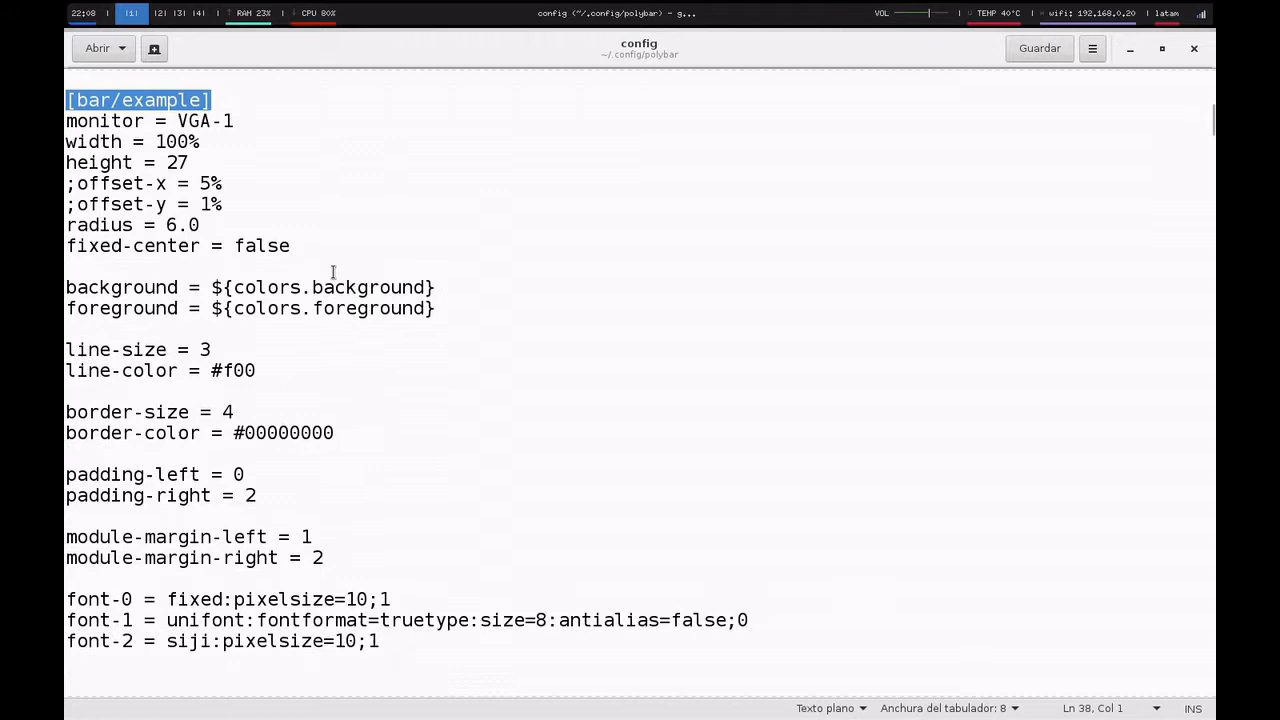 22:08 |1| |2| |3| |4| RAM 23% CPU 80% config (~/.config/polybar) – g... VOL TEMP 40°C wifi: 192.168.0.20 latam
Abrir config Guardar
~/.config/polybar
[bar/example]
monitor = VGA-1
width = 100%
height = 27
;offset-x = 5%
;offset-y = 1%
radius = 6.0
fixed-center = false
background = ${colors.background}
foreground = ${colors.foreground}
line-size = 3
line-color = #f00
border-size = 4
border-color = #00000000
padding-left = 0
padding-right = 2
module-margin-left = 1
module-margin-right = 2
font-0 = fixed:pixelsize=10;1
font-1 = unifont:fontformat=truetype:size=8:antialias=false;0
font-2 = siji:pixelsize=10;1
Texto plano Anchura del tabulador: 8 Ln 38, Col 1 INS